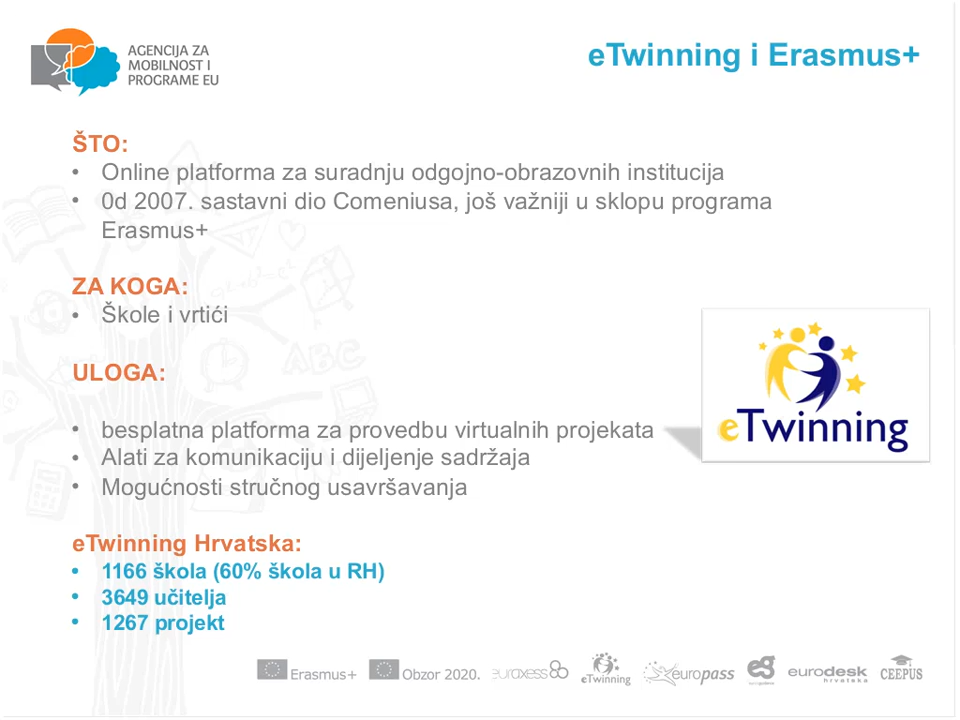 AGENCIJA ZA
MOBILNOST I
PROGRAME EU
eTwinning i Erasmus+
ŠTO:
• Online platforma za suradnju odgojno-obrazovnih institucija
• 0d 2007. sastavni dio Comeniusa, još važniji u sklopu programa
Erasmus+
ZA KOGA:
• Škole i vrtići
ULOGA:
• besplatna platforma za provedbu virtualnih projekata
• Alati za komunikaciju i dijeljenje sadržaja
• Mogućnosti stručnog usavršavanja
eTwinning
eTwinning Hrvatska:
• 1166 škola (60% škola u RH)
• 3649 učitelja
• 1267 projekt
ABC
Erasmus+ Obzor 2020. euraxess eTwinning europass eg eurodesk hrvatska CEEPUS